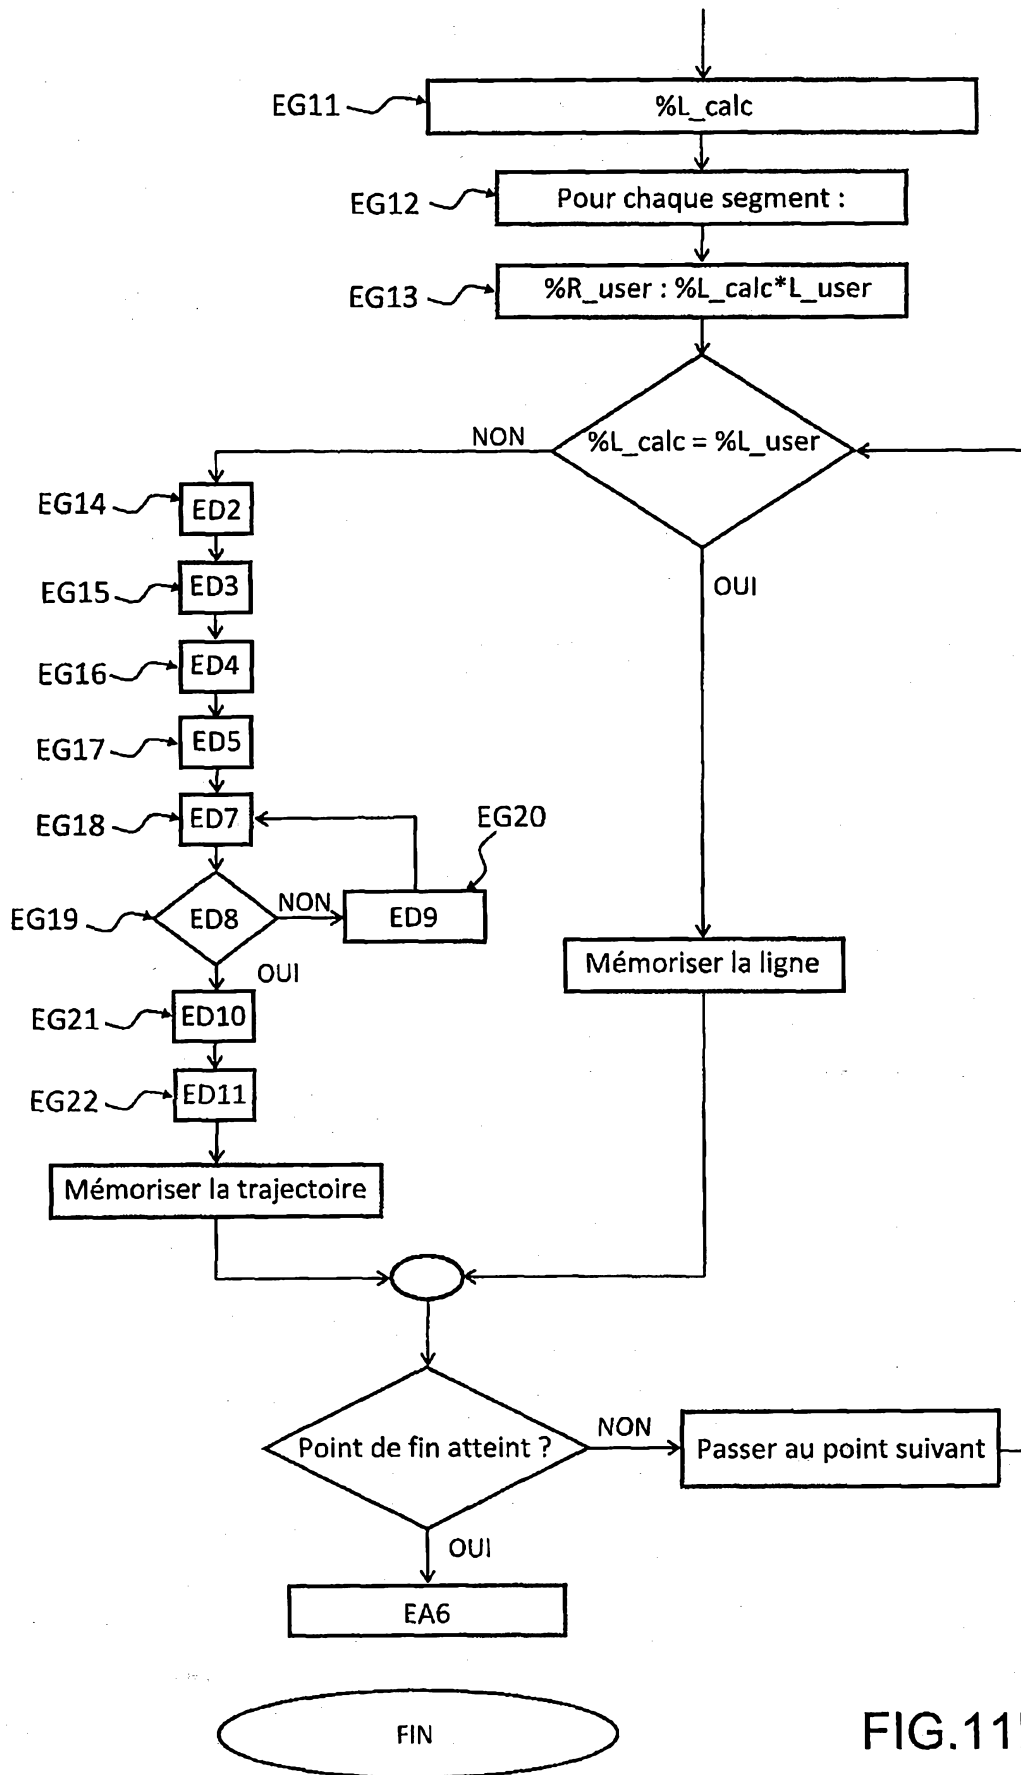 EG11
%L_calc
EG12
Pour chaque segment :
EG13
%R_user : %L_calc*L_user
NON
%L_calc = %L_user
OUI
EG14
ED2
EG15
ED3
EG16
ED4
EG17
ED5
EG18
ED7
EG20
EG19
ED8
NON
ED9
OUI
Mémoriser la ligne
EG21
ED10
EG22
ED11
Mémoriser la trajectoire
Point de fin atteint ?
NON
Passer au point suivant
OUI
EA6
FIN
FIG.11'